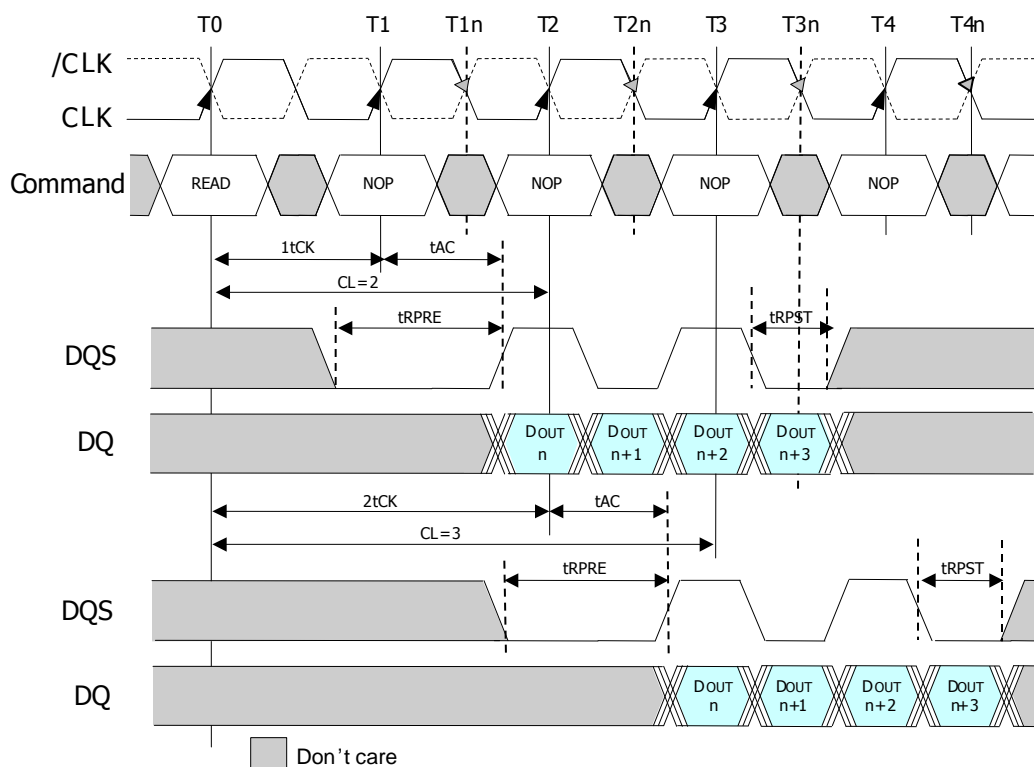 T0 T1 T1n T2 T2n T3 T3n T4 T4n
/CLK
CLK
Command READ NOP NOP NOP NOP
1tCK tAC
CL=2
tRPRE tRPST
DQS
DQ DOUT n DOUT n+1 DOUT n+2 DOUT n+3
2tCK tAC
CL=3
tRPRE tRPST
DQS
DQ DOUT n DOUT n+1 DOUT n+2 DOUT n+3
Don't care